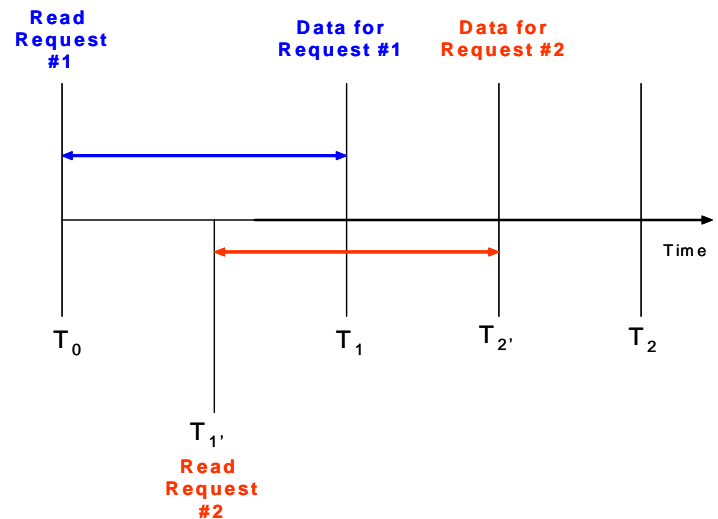 Read
Request
#1
Data for
Request #1
Data for
Request #2
Time
T0
T1
T2'
T2
T1'
Read
Request
#2